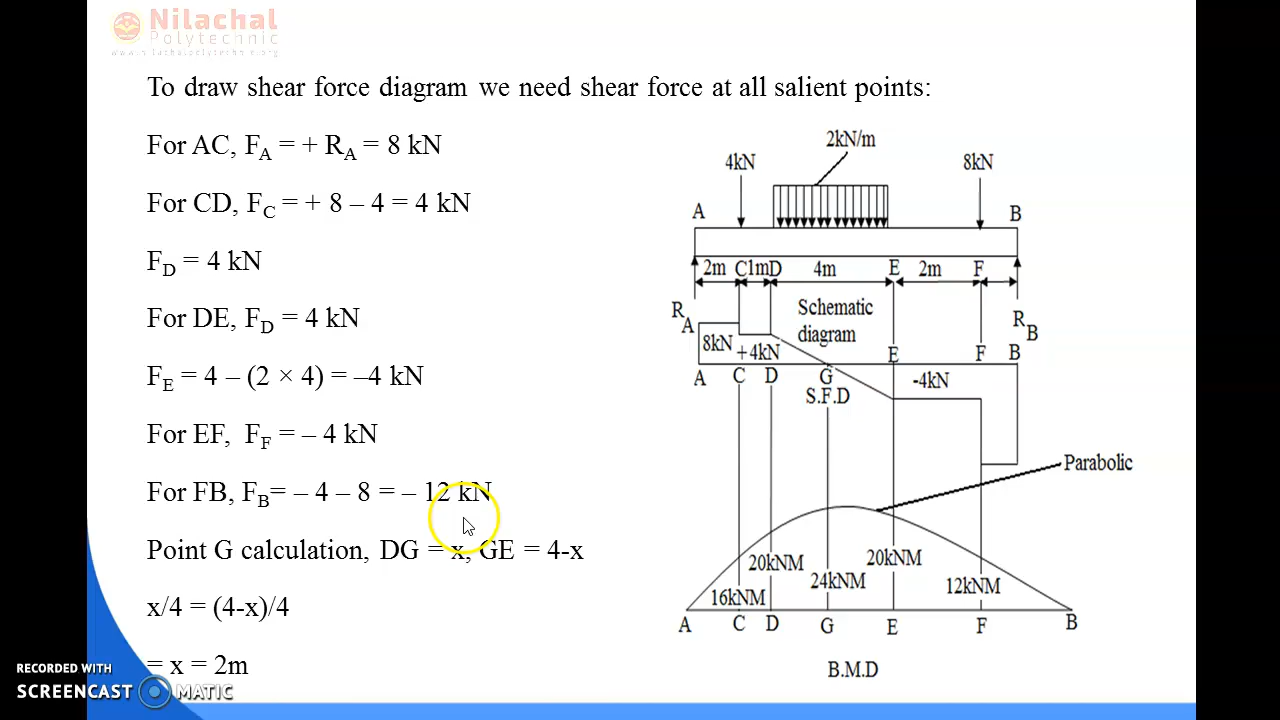 Nilachal
Polytechnic
www.nilachalpolytechnic.org
To draw shear force diagram we need shear force at all salient points:
For AC, FA = + RA = 8 kN
For CD, FC = + 8 – 4 = 4 kN
FD = 4 kN
For DE, FD = 4 kN
FE = 4 – (2 × 4) = –4 kN
For EF, FF = – 4 kN
For FB, FB= – 4 – 8 = – 12 kN
Point G calculation, DG = x, GE = 4-x
x/4 = (4-x)/4
= x = 2m
2kN/m
4kN 8kN
A B
2m C 1m D 4m E 2m F
Schematic
diagram
RA RB
8kN +4kN E F B
A C D G -4kN
S.F.D
Parabolic
20kNM 20kNM
16kNM 24kNM 12kNM
A C D G E F B
B.M.D
RECORDED WITH
SCREENCAST MATIC